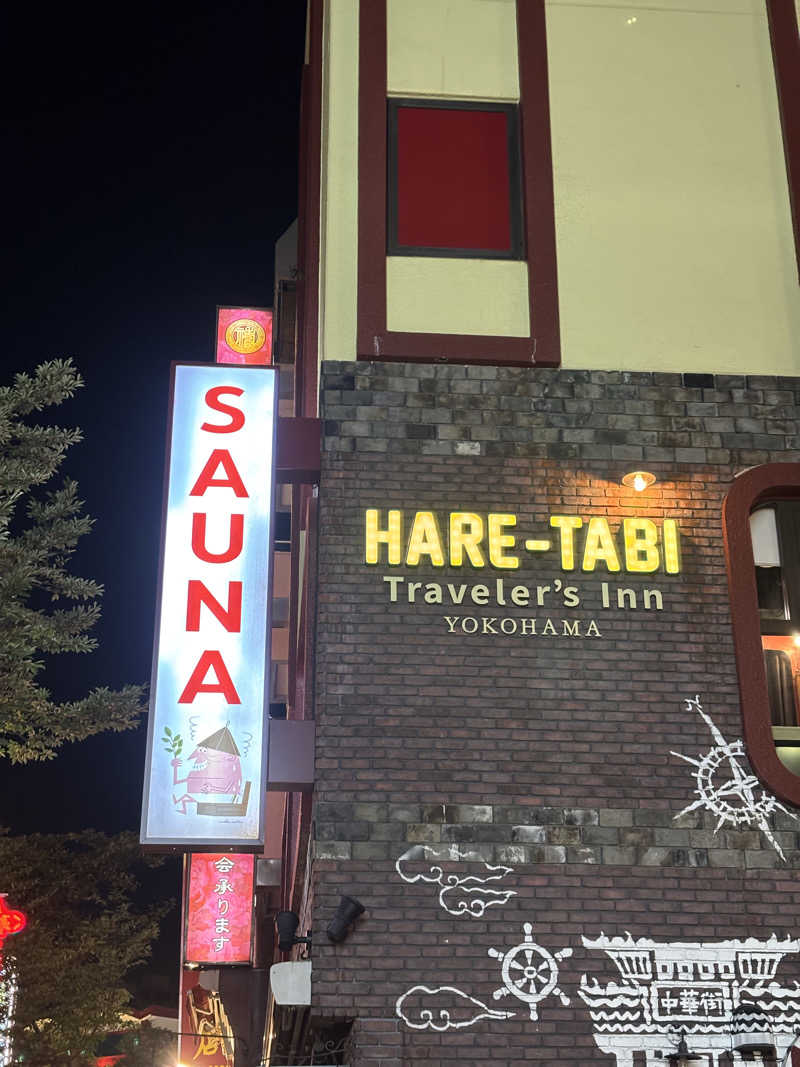 SAUNA
HARE-TABI
Traveler's Inn
YOKOHAMA
会承ります
N
中華街